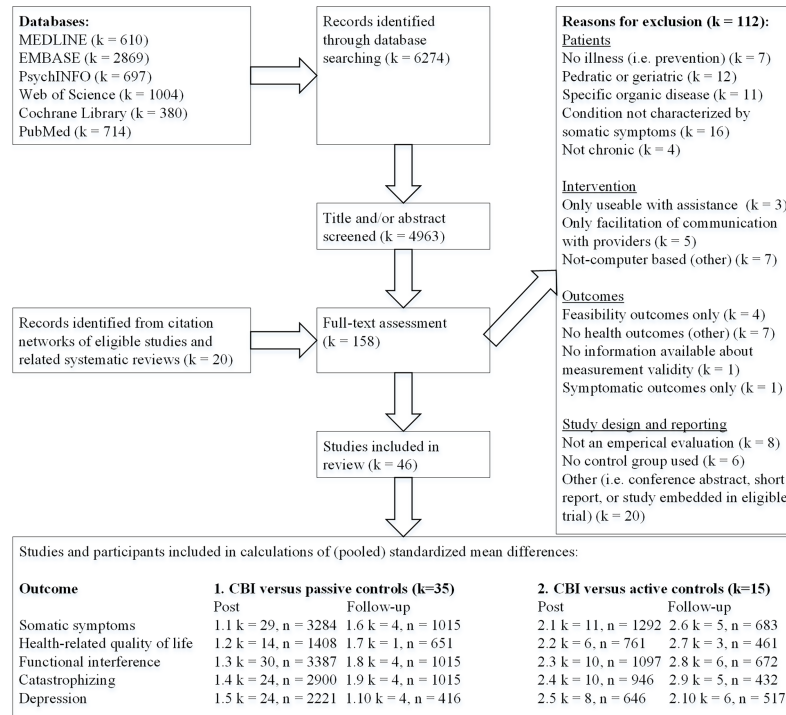 Databases:
MEDLINE (k = 610)
EMBASE (k = 2869)
PsychINFO (k = 697)
Web of Science (k = 1004)
Cochrane Library (k = 380)
PubMed (k = 714)
Records identified
through database
searching (k = 6274)
Title and/or abstract
screened (k = 4963)
Records identified from citation
networks of eligible studies and
related systematic reviews (k = 20)
Full-text assessment
(k = 158)
Reasons for exclusion (k = 112):
Patients
No illness (i.e. prevention) (k = 7)
Pedratic or geriatric (k = 12)
Specific organic disease (k = 11)
Condition not characterized by
somatic symptoms (k = 16)
Not chronic (k = 4)
Intervention
Only useable with assistance (k = 3)
Only facilitation of communication
with providers (k = 5)
Not-computer based (other) (k = 7)
Outcomes
Feasibility outcomes only (k = 4)
No health outcomes (other) (k = 7)
No information available about
measurement validity (k = 1)
Symptomatic outcomes only (k = 1)
Study design and reporting
Not an emperical evaluation (k = 8)
No control group used (k = 6)
Other (i.e. conference abstract, short
report, or study embedded in eligible
trial) (k = 20)
Studies included in
review (k = 46)
Studies and participants included in calculations of (pooled) standardized mean differences:
Outcome 1. CBI versus passive controls (k=35) 2. CBI versus active controls (k=15)
Post Follow-up Post Follow-up
Somatic symptoms 1.1 k = 29, n = 3284 1.6 k = 4, n = 1015 2.1 k = 11, n = 1292 2.6 k = 5, n = 683
Health-related quality of life 1.2 k = 14, n = 1408 1.7 k = 1, n = 651 2.2 k = 6, n = 761 2.7 k = 3, n = 461
Functional interference 1.3 k = 30, n = 3387 1.8 k = 4, n = 1015 2.3 k = 10, n = 1097 2.8 k = 6, n = 672
Catastrophizing 1.4 k = 24, n = 2900 1.9 k = 4, n = 1015 2.4 k = 10, n = 946 2.9 k = 5, n = 432
Depression 1.5 k = 24, n = 2221 1.10 k = 4, n = 416 2.5 k = 8, n = 646 2.10 k = 6, n = 517